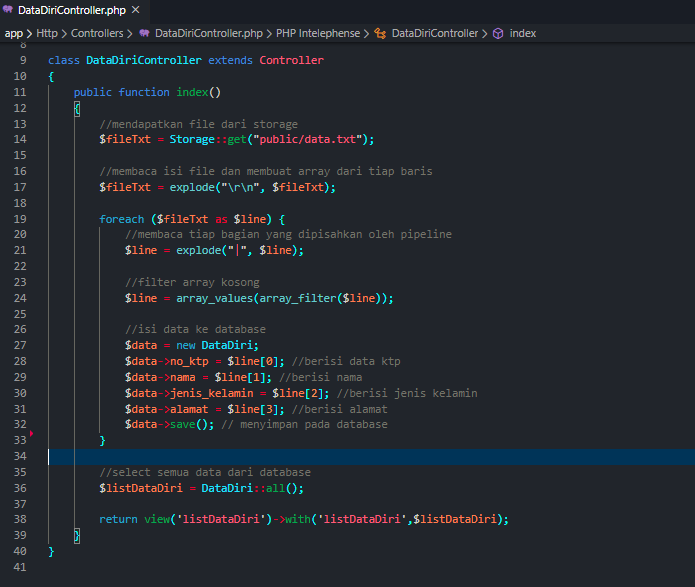 DataDiriController.php ×
app > Http > Controllers > DataDiriController.php > PHP Intelephense > DataDiriController > index
8
9 class DataDiriController extends Controller
10 {
11 public function index()
12 {
13 //mendapatkan file dari storage
14 $fileTxt = Storage::get("public/data.txt");
15
16 //membaca isi file dan membuat array dari tiap baris
17 $fileTxt = explode("\r\n", $fileTxt);
18
19 foreach ($fileTxt as $line) {
20 //membaca tiap bagian yang dipisahkan oleh pipeline
21 $line = explode("|", $line);
22
23 //filter array kosong
24 $line = array_values(array_filter($line));
25
26 //isi data ke database
27 $data = new DataDiri;
28 $data->no_ktp = $line[0]; //berisi data ktp
29 $data->nama = $line[1]; //berisi nama
30 $data->jenis_kelamin = $line[2]; //berisi jenis kelamin
31 $data->alamat = $line[3]; //berisi alamat
32 $data->save(); // menyimpan pada database
33 }
34
35 //select semua data dari database
36 $listDataDiri = DataDiri::all();
37
38 return view('listDataDiri')->with('listDataDiri',$listDataDiri);
39 }
40 }
41